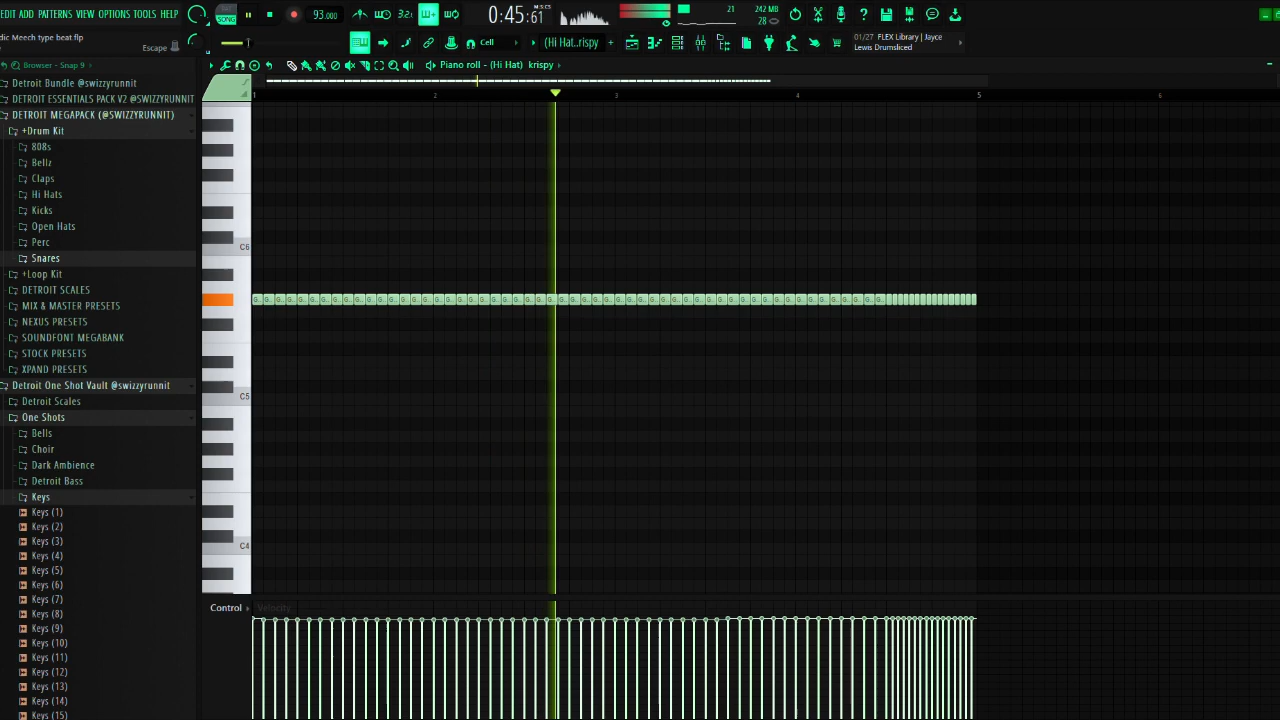 EDIT ADD PATTERNS VIEW OPTIONS TOOLS HELP
SONG
93.000
32
0:45:61
M:S:CS
21
242 MB
28
dic Meech type beat.flp
Escape
Cell
(Hi Hat..rispy
01/27 FLEX Library | Jayce
Lewis Drumsliced
Browser - Snap 9
Piano roll - (Hi Hat) krispy
Detroit Bundle @swizzyrunnit
DETROIT ESSENTIALS PACK V2 @SWIZZYRUNNIT
DETROIT MEGAPACK (@SWIZZYRUNNIT)
+Drum Kit
808s
Bellz
Claps
Hi Hats
Kicks
Open Hats
Perc
Snares
+Loop Kit
DETROIT SCALES
MIX & MASTER PRESETS
NEXUS PRESETS
SOUNDFONT MEGABANK
STOCK PRESETS
XPAND PRESETS
Detroit One Shot Vault @swizzyrunnit
Detroit Scales
One Shots
Bells
Choir
Dark Ambience
Detroit Bass
Keys
Keys (1)
Keys (2)
Keys (3)
Keys (4)
Keys (5)
Keys (6)
Keys (7)
Keys (8)
Keys (9)
Keys (10)
Keys (11)
Keys (12)
Keys (13)
Keys (14)
Keys (15)
1 2 3 4 5 6
C6
C5
C4
Control
Velocity